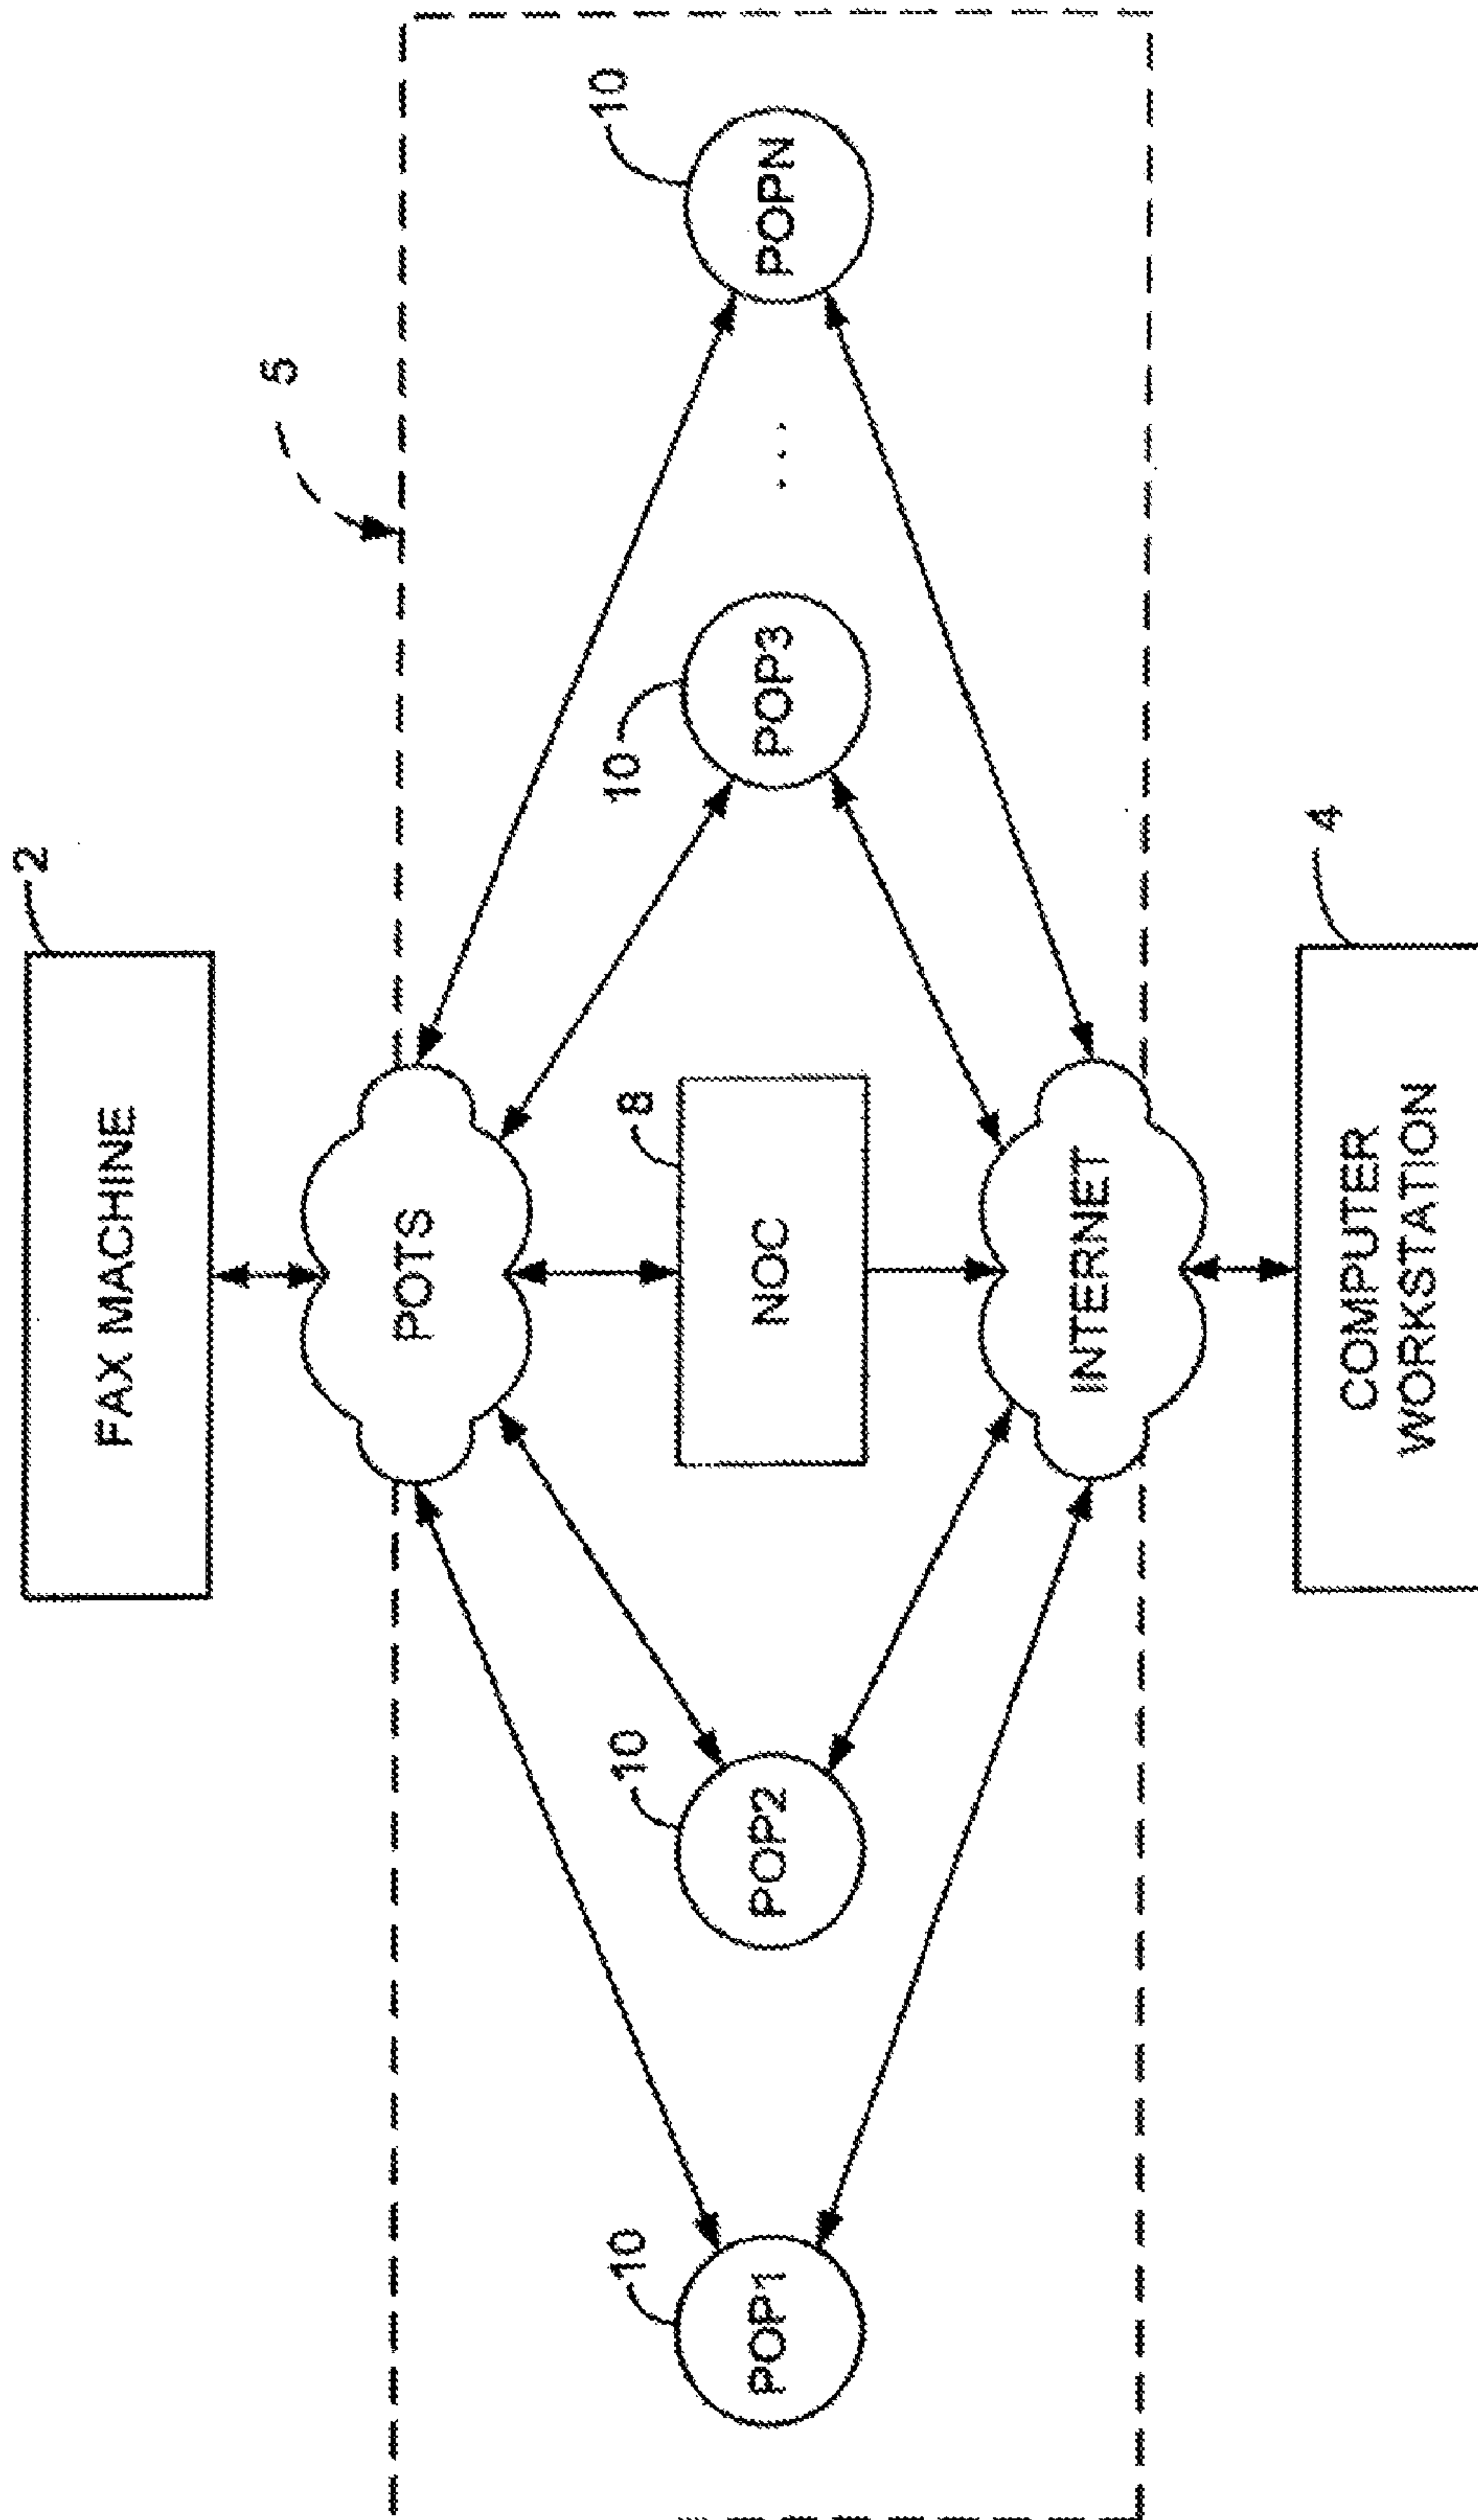 2
FAX MACHINE
5
POTS
10
10
8
10
10
POP1
POP2
NOC
POP3
...
POPN
INTERNET
4
COMPUTER
WORKSTATION